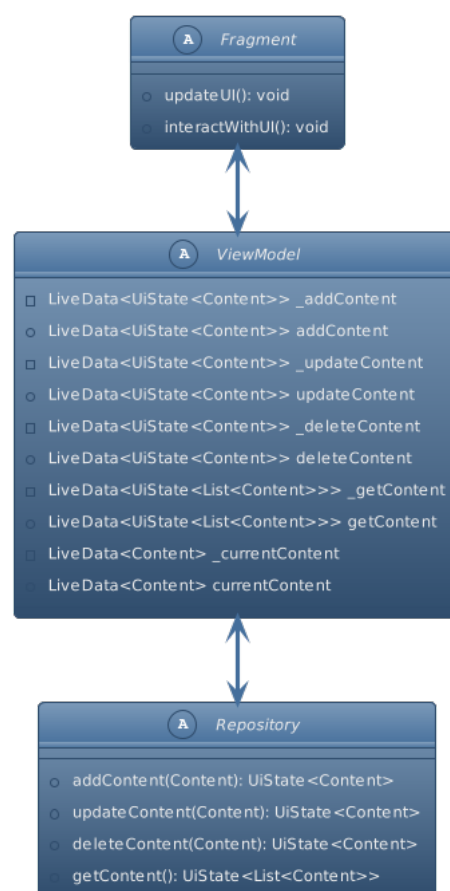 A Fragment
updateUI(): void
interactWithUI(): void
A ViewModel
LiveData<UiState<Content>> _addContent
LiveData<UiState<Content>> addContent
LiveData<UiState<Content>> _updateContent
LiveData<UiState<Content>> updateContent
LiveData<UiState<Content>> _deleteContent
LiveData<UiState<Content>> deleteContent
LiveData<UiState<List<Content>>> _getContent
LiveData<UiState<List<Content>>> getContent
LiveData<Content> _currentContent
LiveData<Content> currentContent
A Repository
addContent(Content): UiState<Content>
updateContent(Content): UiState<Content>
deleteContent(Content): UiState<Content>
getContent(): UiState<List<Content>>